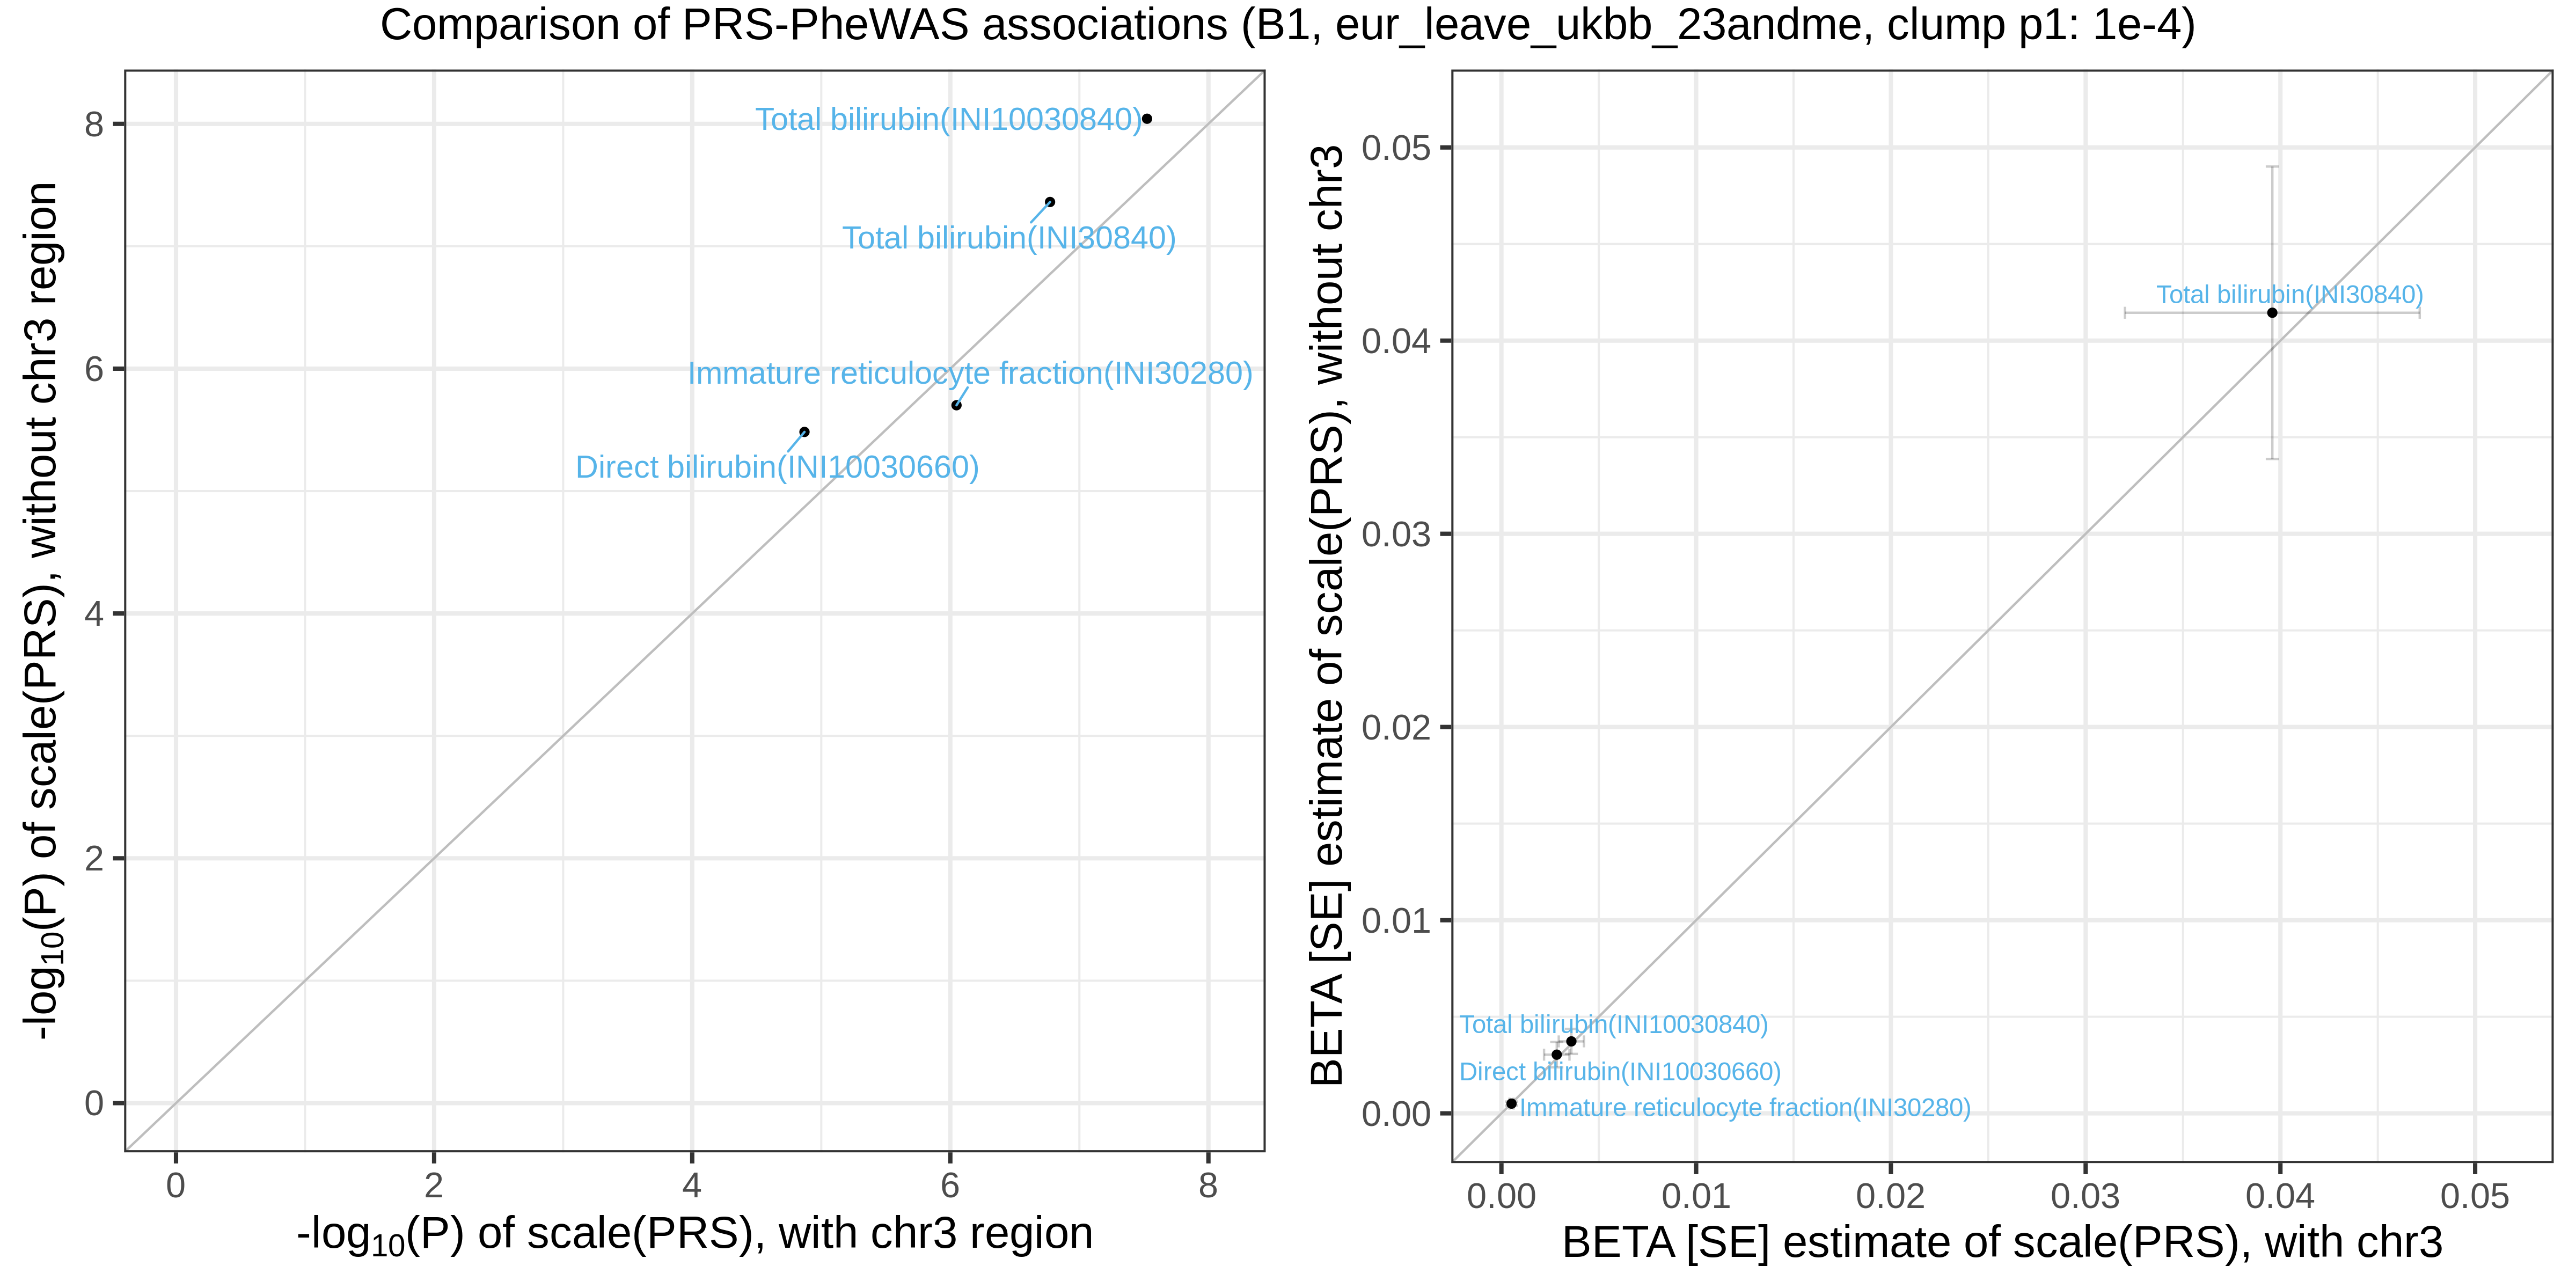 Comparison of PRS-PheWAS associations (B1, eur_leave_ukbb_23andme, clump p1: 1e-4)
-log10(P) of scale(PRS), without chr3 region
8
6
4
2
0
Total bilirubin(INI10030840)
Total bilirubin(INI30840)
Immature reticulocyte fraction(INI30280)
Direct bilirubin(INI10030660)
0 2 4 6 8
-log10(P) of scale(PRS), with chr3 region
BETA [SE] estimate of scale(PRS), without chr3
0.05
0.04
0.03
0.02
0.01
0.00
Total bilirubin(INI30840)
Total bilirubin(INI10030840)
Direct bilirubin(INI10030660)
Immature reticulocyte fraction(INI30280)
0.00 0.01 0.02 0.03 0.04 0.05
BETA [SE] estimate of scale(PRS), with chr3